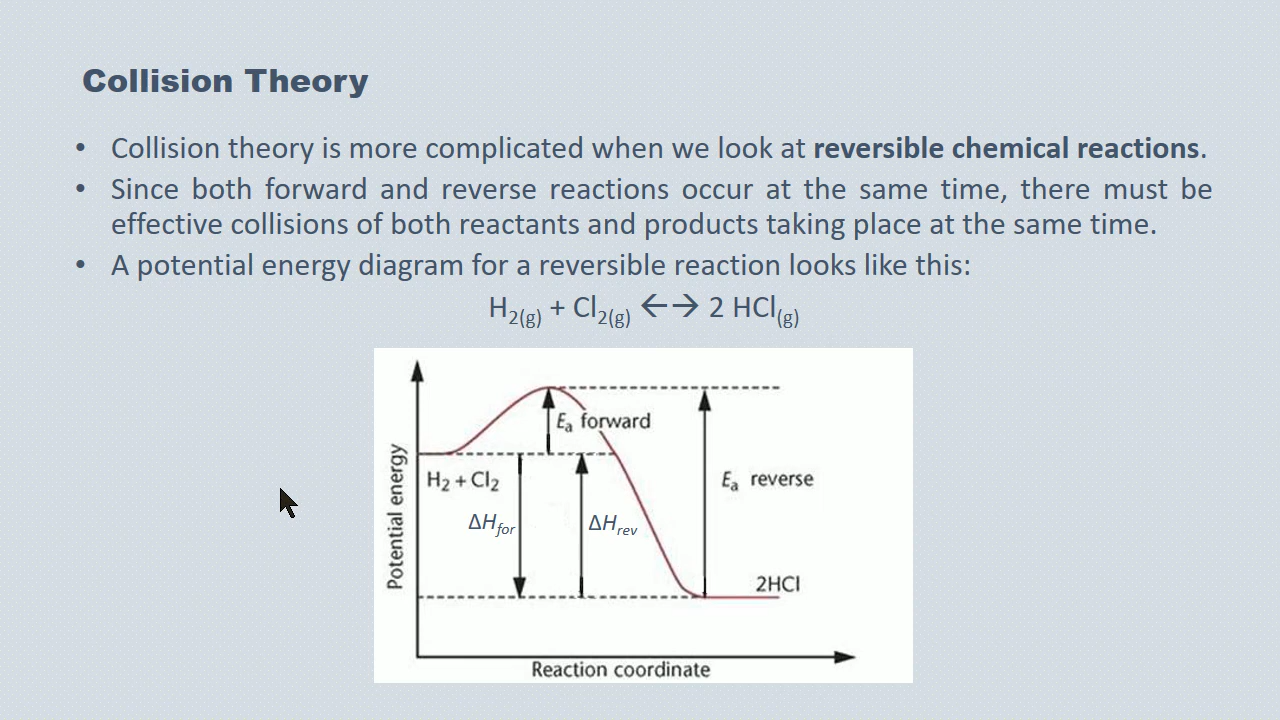 Collision Theory
• Collision theory is more complicated when we look at reversible chemical reactions.
• Since both forward and reverse reactions occur at the same time, there must be
effective collisions of both reactants and products taking place at the same time.
• A potential energy diagram for a reversible reaction looks like this:
H₂(g) + Cl₂(g) ←→ 2 HCl(g)
Eₐ forward
H₂ + Cl₂
Eₐ reverse
ΔHfor
ΔHrev
2HCl
Potential energy
Reaction coordinate